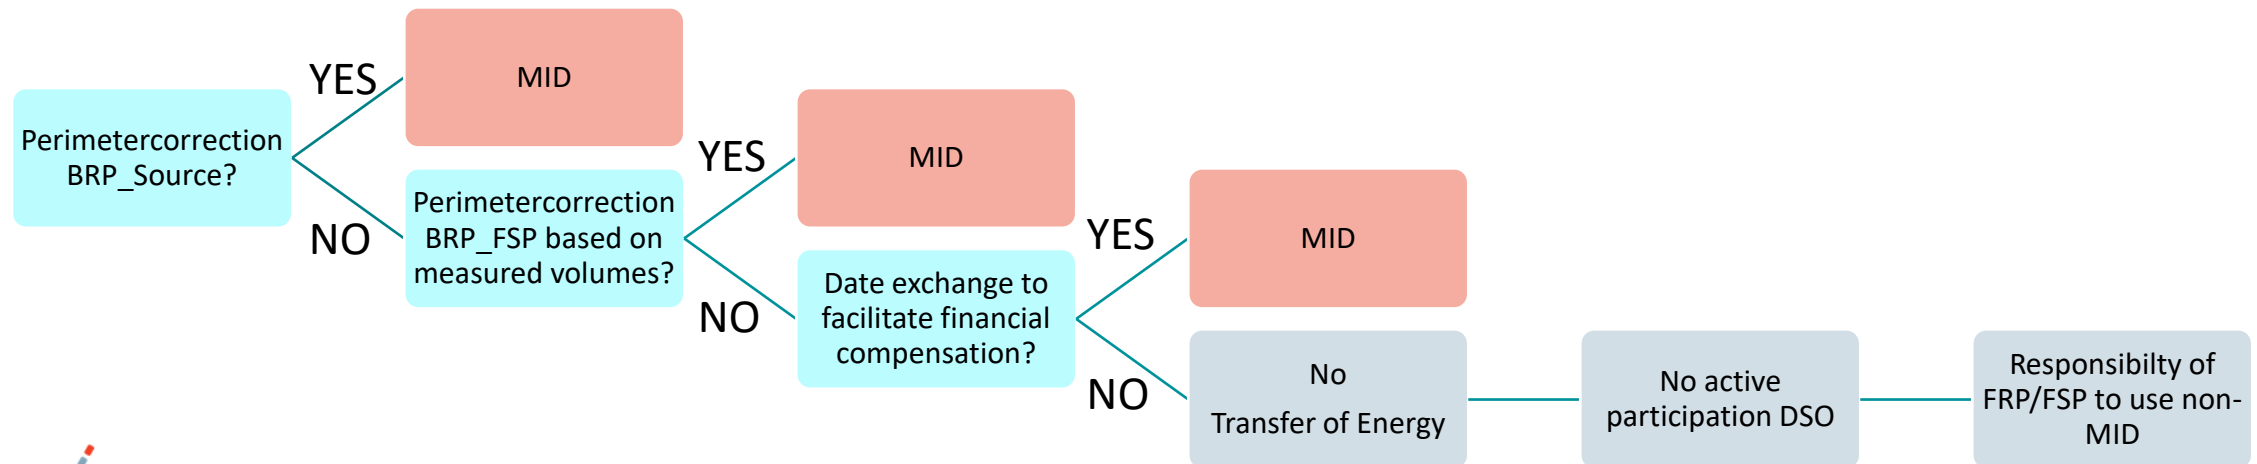 Perimetercorrection
BRP_Source?
YES
NO
MID
Perimetercorrection
BRP_FSP based on
measured volumes?
YES
NO
MID
Date exchange to
facilitate financial
compensation?
YES
NO
MID
No
Transfer of Energy
No active
participation DSO
Responsibilty of
FRP/FSP to use non-
MID